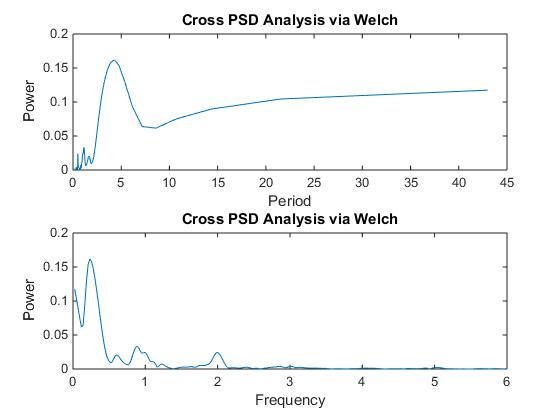 Cross PSD Analysis via Welch
0.2
0.15
0.1
0.05
0
Power
0 5 10 15 20 25 30 35 40 45
Period
Cross PSD Analysis via Welch
0.2
0.15
0.1
0.05
0
Power
0 1 2 3 4 5 6
Frequency